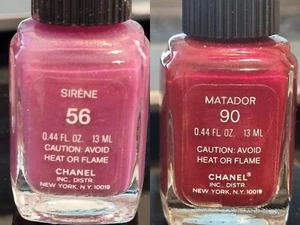 SIRÈNE
56
0.44 FL. OZ. 13 ML
CAUTION: AVOID
HEAT OR FLAME
CHANEL
INC., DISTR.
NEW YORK, N.Y. 10019
MATADOR
90
0.44 FL. OZ. 13 ML
CAUTION: AVOID
HEAT OR FLAME
CHANEL®
INC., DISTR.
NEW YORK, N.Y. 10019